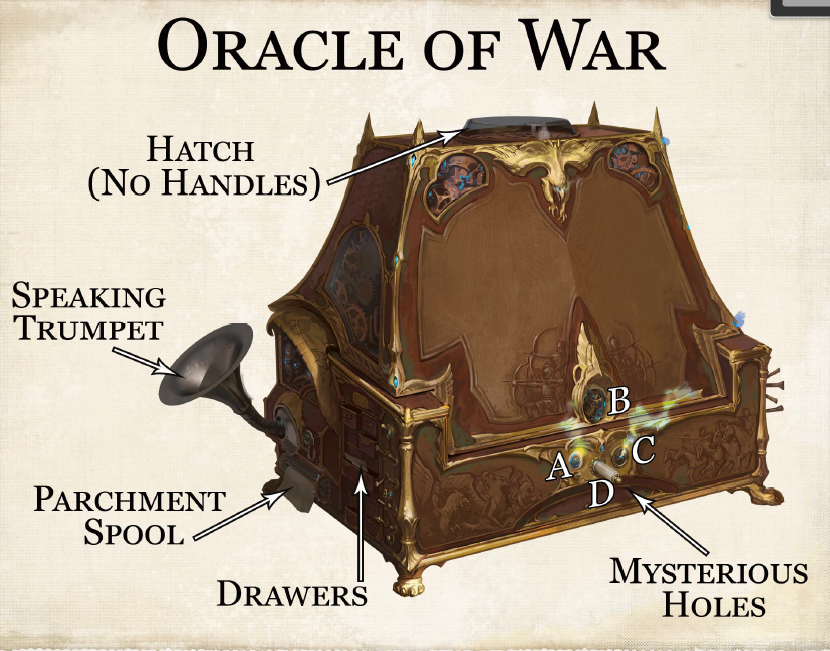 Oracle of War
Hatch
(No Handles)
Speaking
Trumpet
B
A
C
D
Parchment
Spool
Drawers
Mysterious
Holes